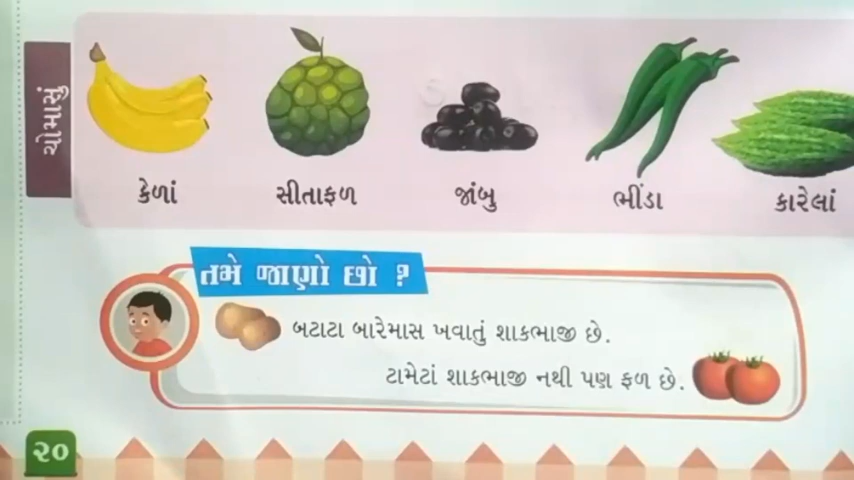 ચોમાસું
કેળાં સીતાફળ જાંબુ ભીંડા કારેલાં
તમે જાણો છો ?
બટાટા બારેમાસ ખવાતું શાકભાજી છે.
ટામેટાં શાકભાજી નથી પણ ફળ છે.
૨૦